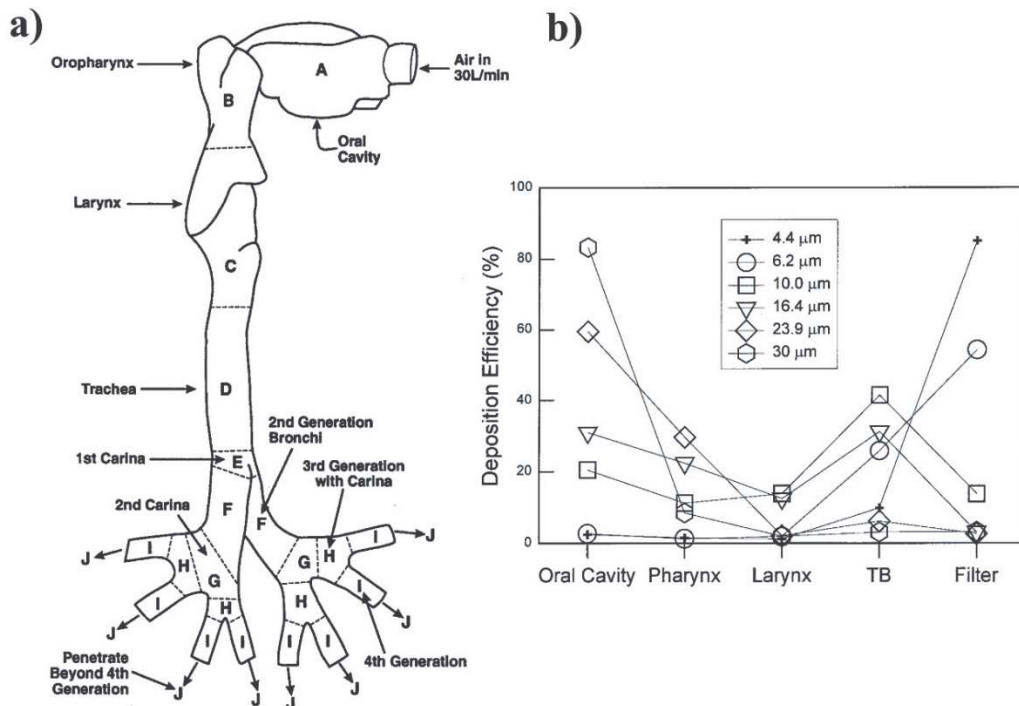 a)
Oropharynx
A
Air in
30L/min
B
Oral
Cavity
Larynx
C
Trachea
D
2nd Generation
Bronchi
1st Carina
E
3rd Generation
with Carina
2nd Carina
F
F
J
I
H
G
G
H
I
J
I
H
H
I
J
J
I
I
I
I
4th Generation
Penetrate
Beyond 4th
Generation
J
J
J
J
b)
Deposition Efficiency (%)
100
80
60
40
20
0
4.4 μm
6.2 μm
10.0 μm
16.4 μm
23.9 μm
30 μm
Oral Cavity
Pharynx
Larynx
TB
Filter